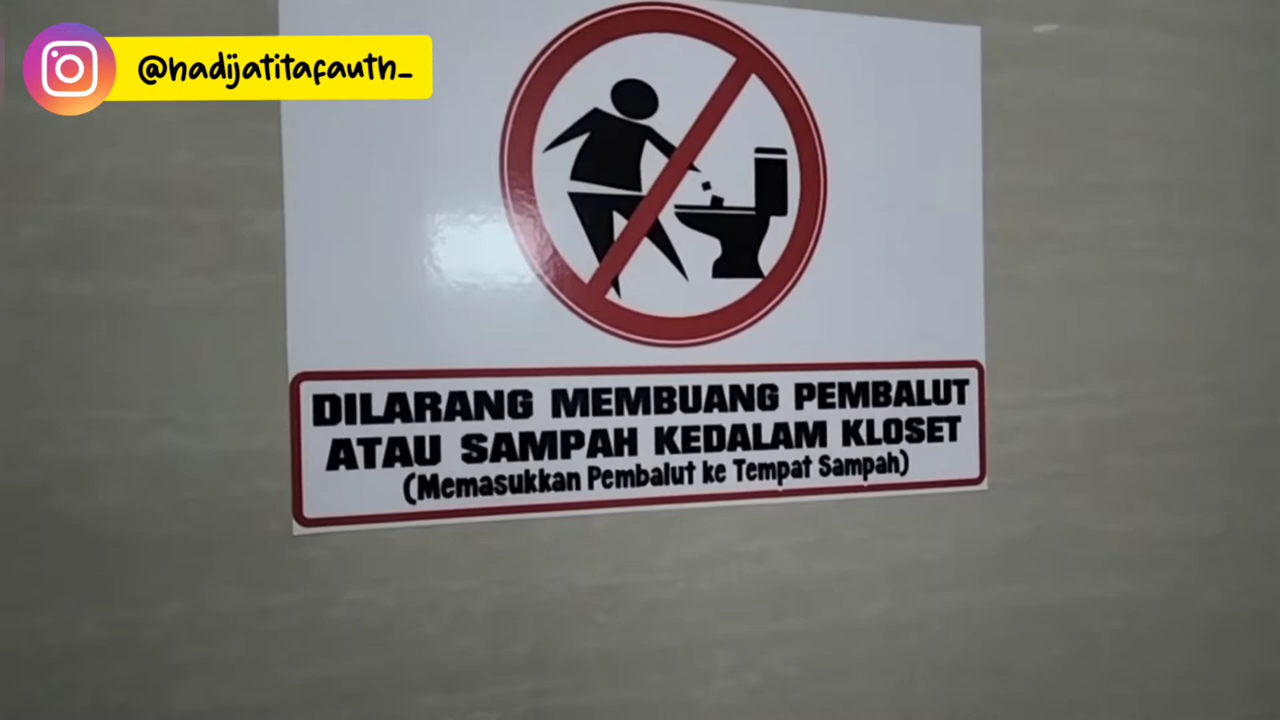 @hadijatitafauth_
DILARANG MEMBUANG PEMBALUT
ATAU SAMPAH KEDALAM KLOSET
(Memasukkan Pembalut ke Tempat Sampah)